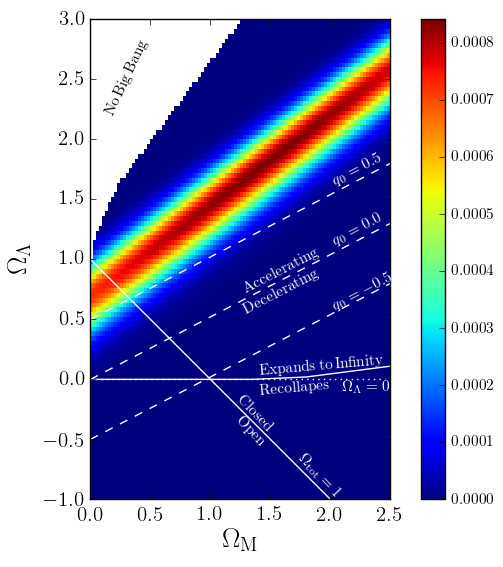 3.0
2.5
2.0
1.5
1.0
0.5
0.0
−0.5
−1.0
Ω_Λ
0.0 0.5 1.0 1.5 2.0 2.5
Ω_M
No Big Bang
q₀ = 0.5
q₀ = 0.0
q₀ = −0.5
Accelerating
Decelerating
Expands to Infinity
Recollapes
Ω_Λ = 0
Closed
Open
Ω_tot = 1
0.0008
0.0007
0.0006
0.0005
0.0004
0.0003
0.0002
0.0001
0.0000